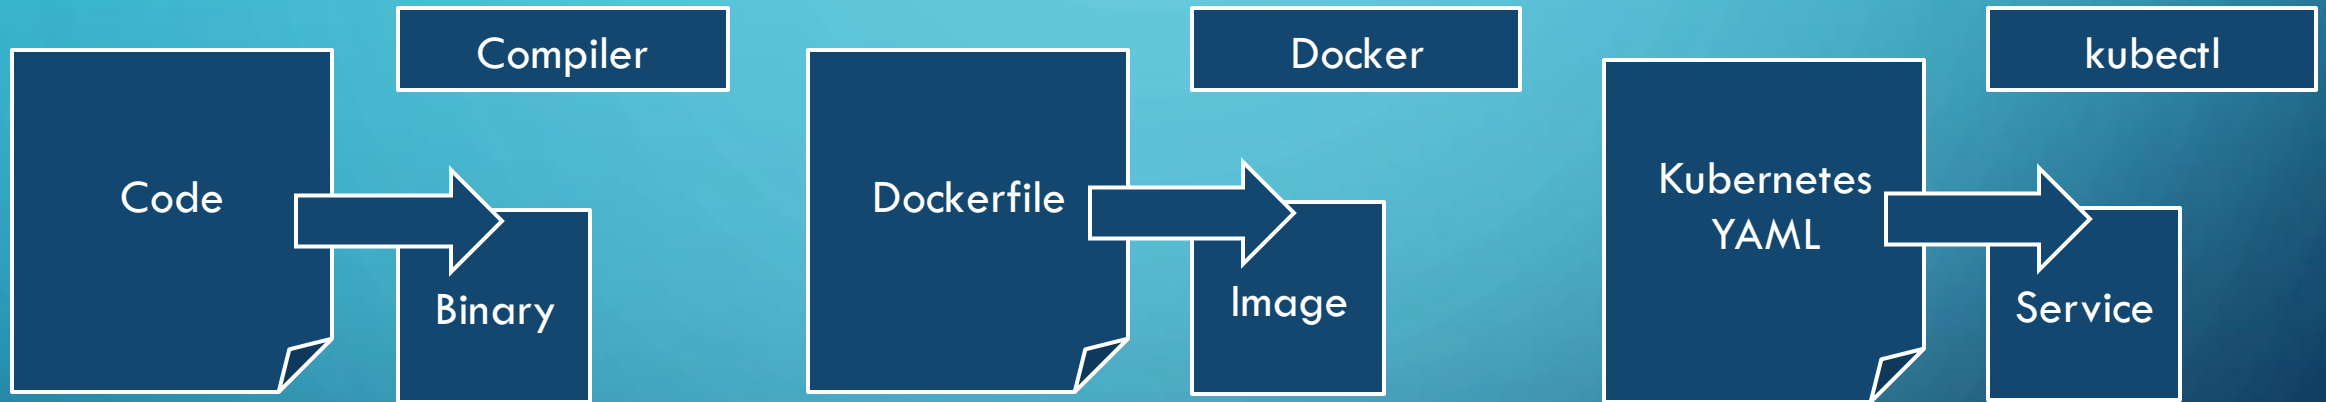 Compiler
Code
Binary
Docker
Dockerfile
Image
kubectl
Kubernetes
YAML
Service